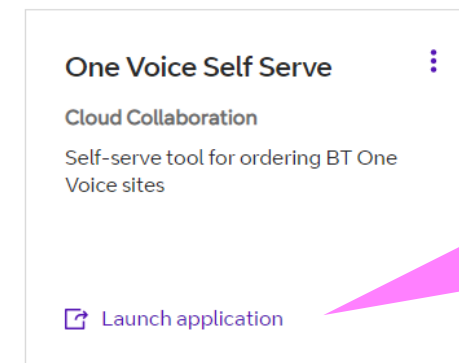 One Voice Self Serve
Cloud Collaboration
Self-serve tool for ordering BT One
Voice sites
Launch application